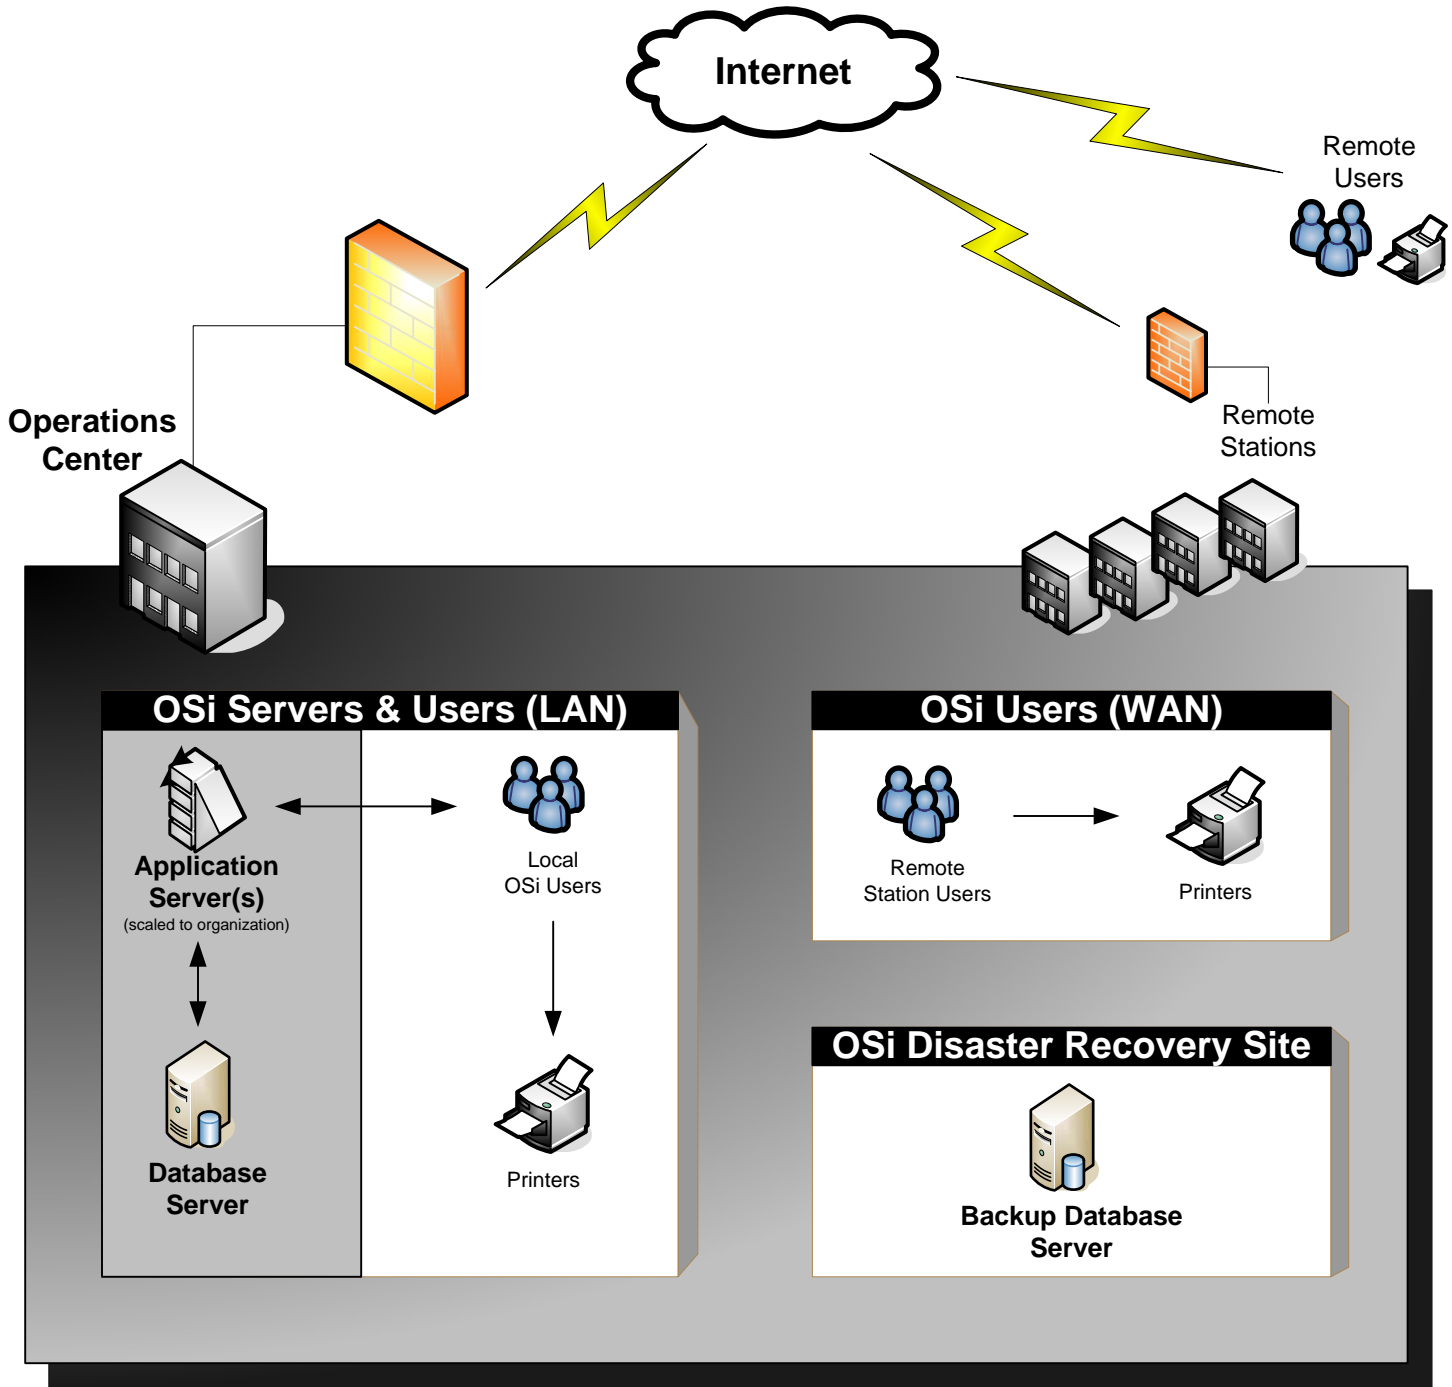 Internet
Remote
Users
Operations
Center
Remote
Stations
OSi Servers & Users (LAN)
Application
Server(s)
(scaled to organization)
Local
OSi Users
Database
Server
Printers
OSi Users (WAN)
Remote
Station Users
Printers
OSi Disaster Recovery Site
Backup Database
Server